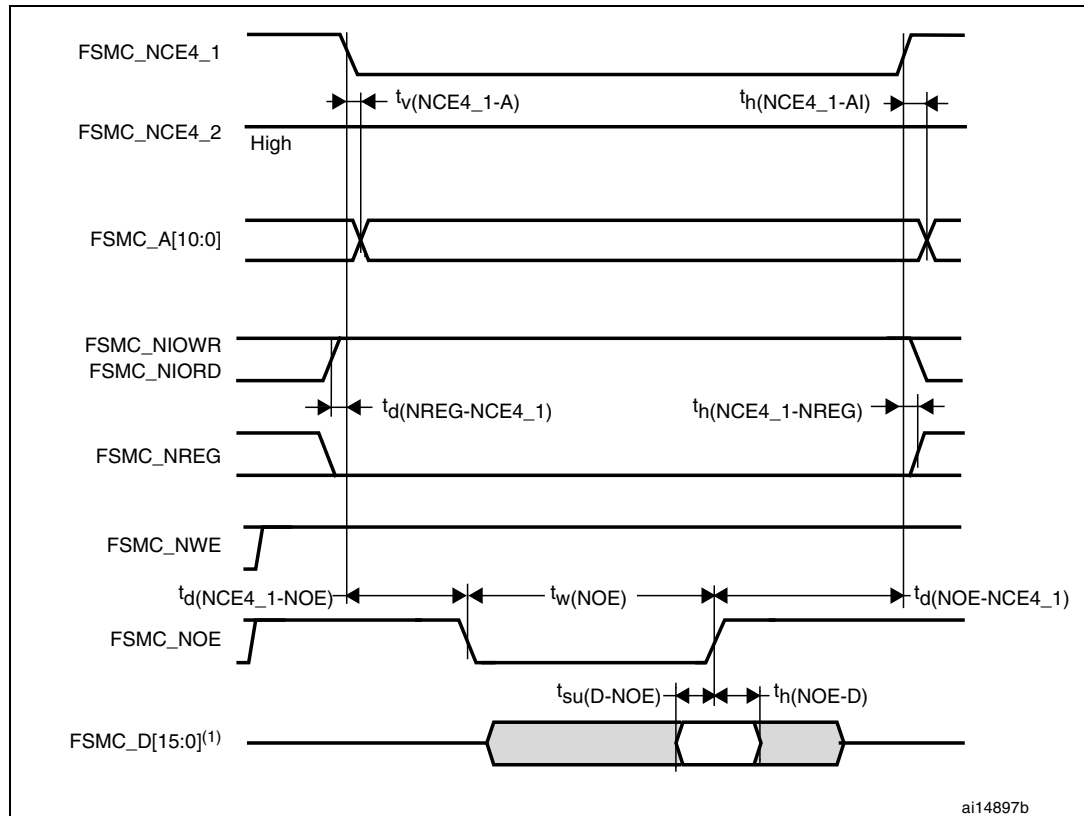 FSMC_NCE4_1
tv(NCE4_1-A)
th(NCE4_1-AI)
FSMC_NCE4_2
High
FSMC_A[10:0]
FSMC_NIOWR
FSMC_NIORD
td(NREG-NCE4_1)
th(NCE4_1-NREG)
FSMC_NREG
FSMC_NWE
td(NCE4_1-NOE)
tw(NOE)
td(NOE-NCE4_1)
FSMC_NOE
tsu(D-NOE)
th(NOE-D)
FSMC_D[15:0](1)
ai14897b